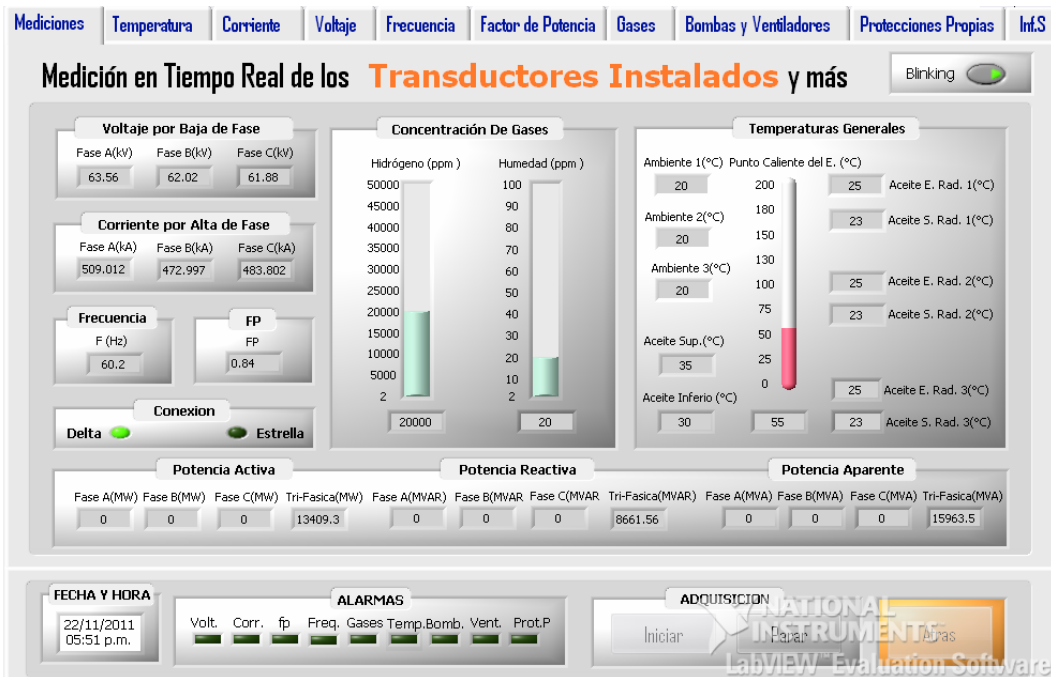 Mediciones Temperatura Corriente Voltaje Frecuencia Factor de Potencia Gases Bombas y Ventiladores Protecciones Propias Inf.S
Medición en Tiempo Real de los Transductores Instalados y más
Blinking
Voltaje por Baja de Fase
Fase A(kV) Fase B(kV) Fase C(kV)
63.56 62.02 61.88
Corriente por Alta de Fase
Fase A(kA) Fase B(kA) Fase C(kA)
509.012 472.997 483.802
Frecuencia
F (Hz)
60.2
FP
FP
0.84
Conexion
Delta Estrella
Concentración De Gases
Hidrógeno (ppm )
50000
45000
40000
35000
30000
25000
20000
15000
10000
5000
2
20000
Humedad (ppm )
100
90
80
70
60
50
40
30
20
10
2
20
Temperaturas Generales
Ambiente 1(°C)
20
Ambiente 2(°C)
20
Ambiente 3(°C)
20
Aceite Sup.(°C)
35
Aceite Inferio (°C)
30
Punto Caliente del E. (°C)
200
180
150
130
100
75
50
25
0
55
25 Aceite E. Rad. 1(°C)
23 Aceite S. Rad. 1(°C)
25 Aceite E. Rad. 2(°C)
23 Aceite S. Rad. 2(°C)
25 Aceite E. Rad. 3(°C)
23 Aceite S. Rad. 3(°C)
Potencia Activa
Fase A(MW) Fase B(MW) Fase C(MW) Tri-Fasica(MW)
0 0 0 13409.3
Potencia Reactiva
Fase A(MVAR) Fase B(MVAR Fase C(MVAR Tri-Fasica(MVAR)
0 0 0 8661.56
Potencia Aparente
Fase A(MVA) Fase B(MVA) Fase C(MVA) Tri-Fasica(MVA)
0 0 0 15963.5
FECHA Y HORA
22/11/2011
05:51 p.m.
ALARMAS
Volt. Corr. fp Freq. Gases Temp. Bomb. Vent. Prot.P
ADQUISICION
Iniciar Parar Atras
NATIONAL
INSTRUMENTS
LabVIEW™ Evaluation Software